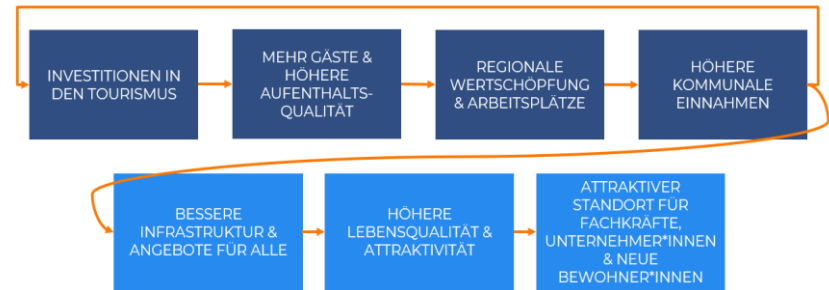 INVESTITIONEN IN
DEN TOURISMUS
MEHR GÄSTE &
HÖHERE
AUFENTHALTS-
QUALITÄT
REGIONALE
WERTSCHÖPFUNG
& ARBEITSPLÄTZE
HÖHERE
KOMMUNALE
EINNAHMEN
BESSERE
INFRASTRUKTUR &
ANGEBOTE FÜR ALLE
HÖHERE
LEBENSQUALITÄT &
ATTRAKTIVITÄT
ATTRAKTIVER
STANDORT FÜR
FACHKRÄFTE,
UNTERNEHMER*INNEN
& NEUE
BEWOHNER*INNEN